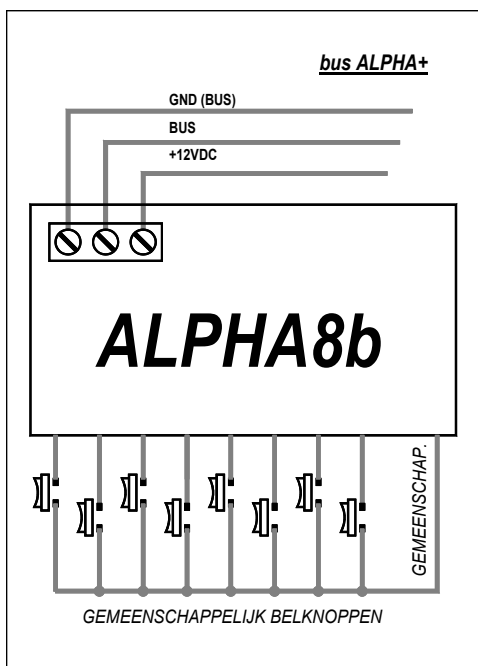 bus ALPHA+
GND (BUS)
BUS
+12VDC
ALPHA8b
GEMEENSCHAP.
GEMEENSCHAPPELIJK BELKNOPPEN